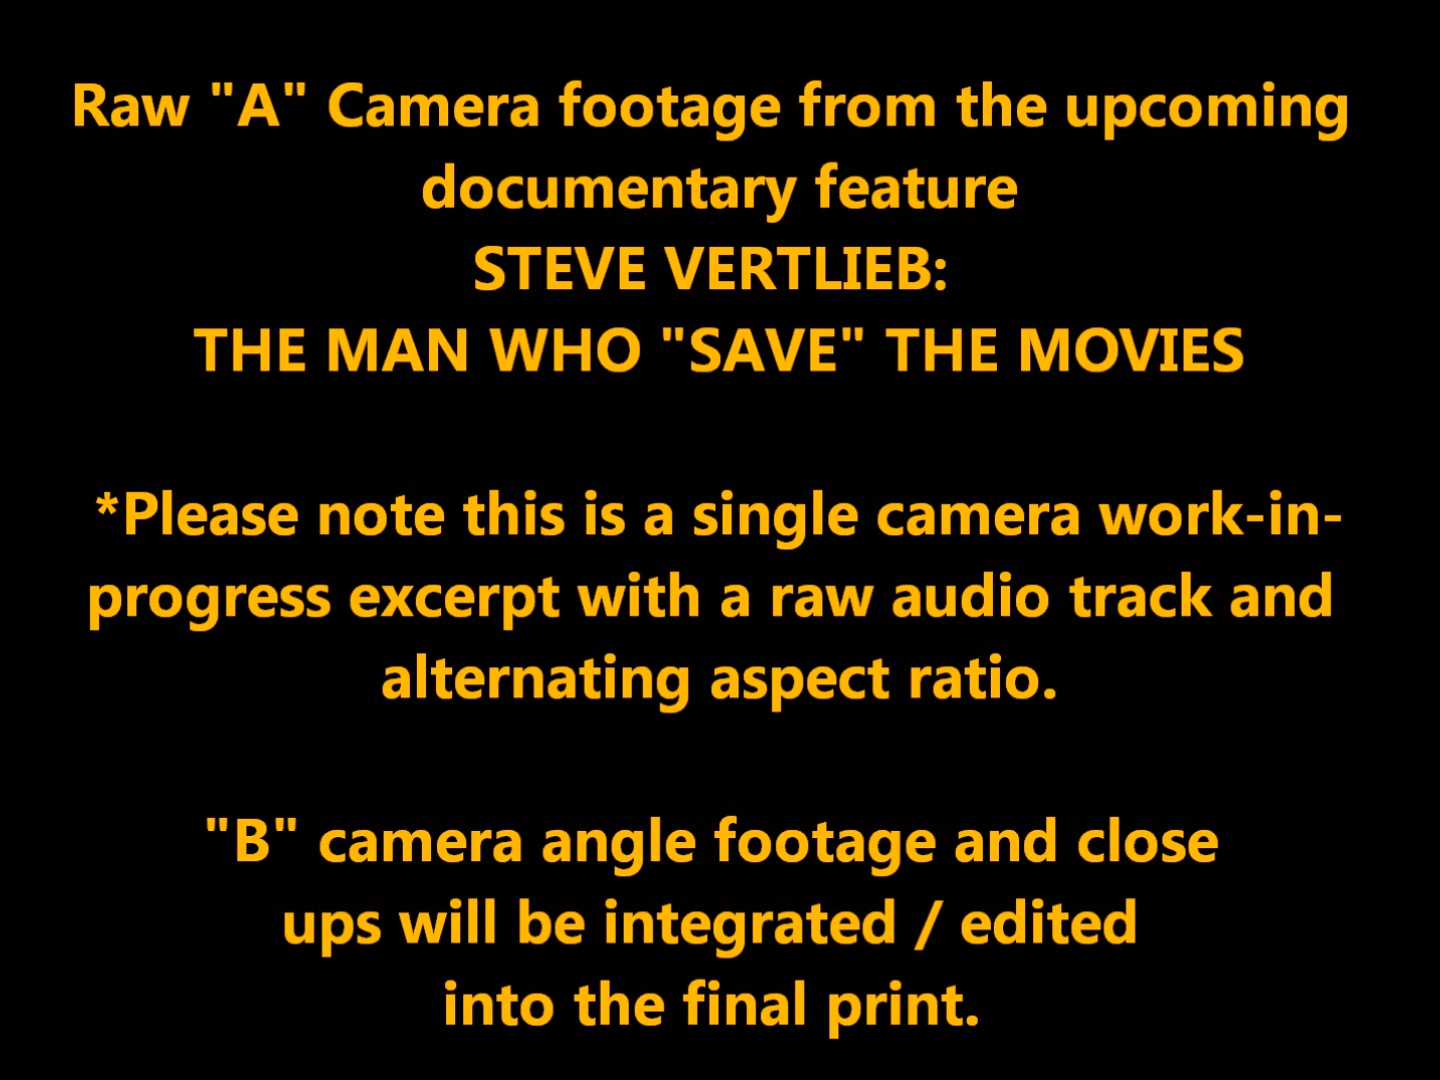 Raw "A" Camera footage from the upcoming
documentary feature
STEVE VERTLIEB:
THE MAN WHO "SAVE" THE MOVIES
*Please note this is a single camera work-in-
progress excerpt with a raw audio track and
alternating aspect ratio.
"B" camera angle footage and close
ups will be integrated / edited
into the final print.